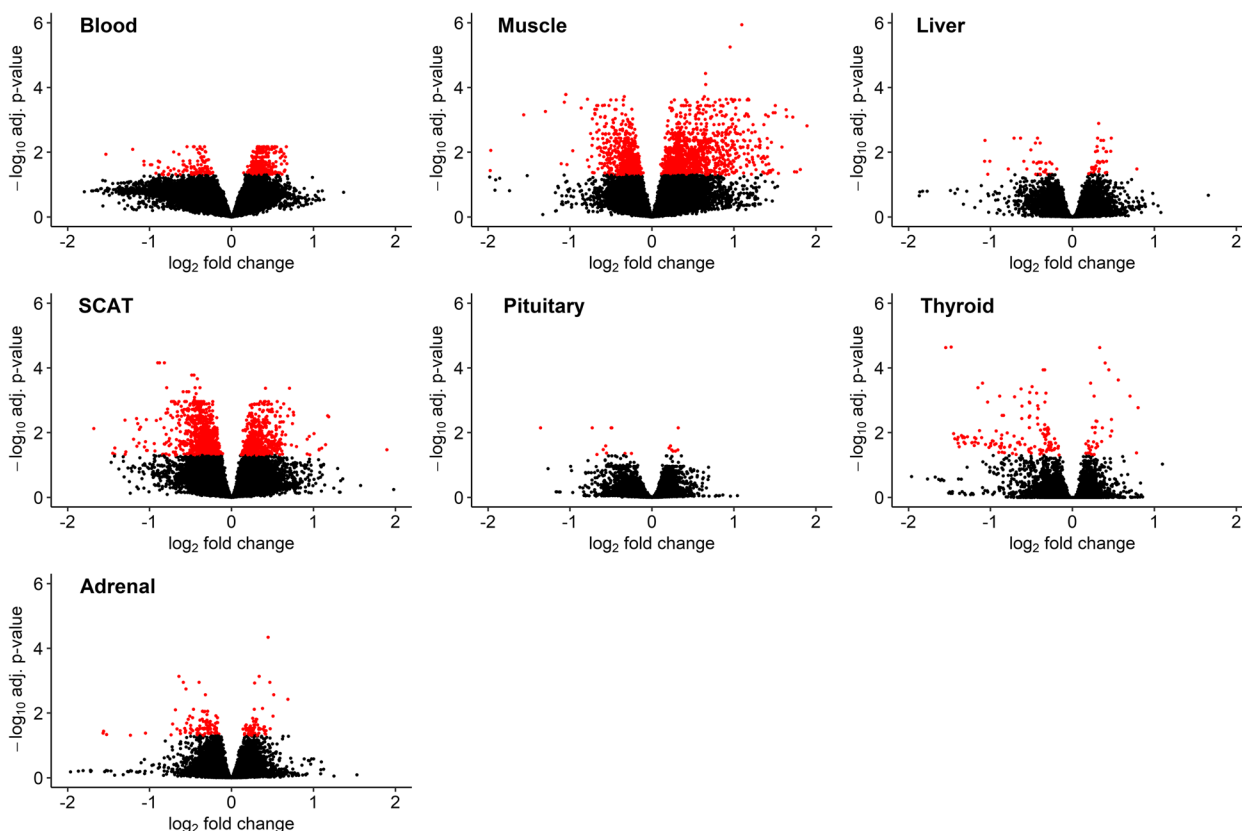 Blood
6
4
2
0
− log10 adj. p-value
-2 -1 0 1 2
log2 fold change
Muscle
6
4
2
0
− log10 adj. p-value
-2 -1 0 1 2
log2 fold change
Liver
6
4
2
0
− log10 adj. p-value
-2 -1 0 1 2
log2 fold change
SCAT
6
4
2
0
− log10 adj. p-value
-2 -1 0 1 2
log2 fold change
Pituitary
6
4
2
0
− log10 adj. p-value
-2 -1 0 1 2
log2 fold change
Thyroid
6
4
2
0
− log10 adj. p-value
-2 -1 0 1 2
log2 fold change
Adrenal
6
4
2
0
− log10 adj. p-value
-2 -1 0 1 2
log2 fold change